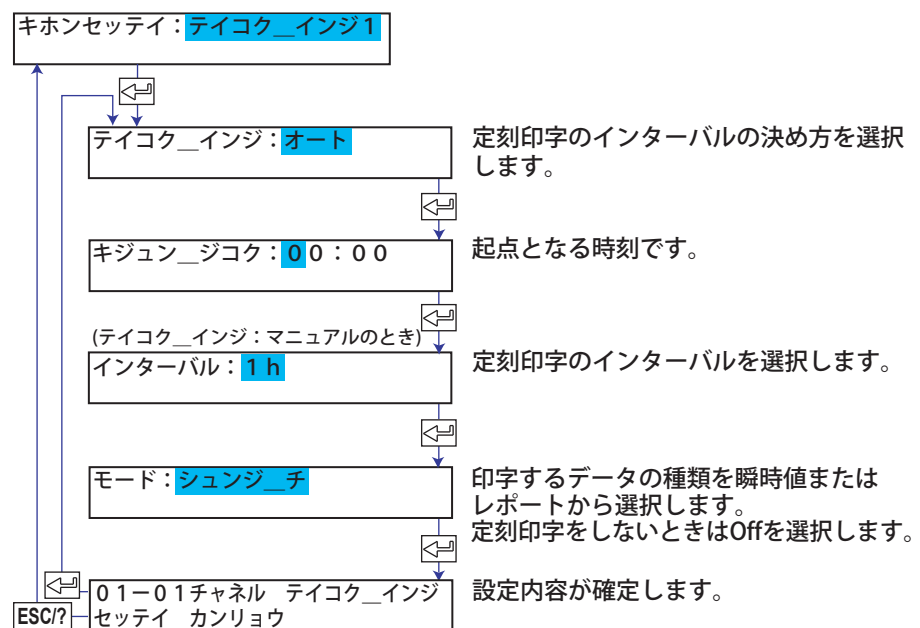 キホンセッテイ：テイコク＿インジ１
テイコク＿インジ：オート
定刻印字のインターバルの決め方を選択
します。
キジュン＿ジコク：００：００
起点となる時刻です。
(テイコク＿インジ：マニュアルのとき)
インターバル：１ｈ
定刻印字のインターバルを選択します。
モード：シュンジ＿チ
印字するデータの種類を瞬時値または
レポートから選択します。
定刻印字をしないときはOffを選択します。
０１－０１チャネル　テイコク＿インジ
セッテイ　カンリョウ
設定内容が確定します。
ESC/?